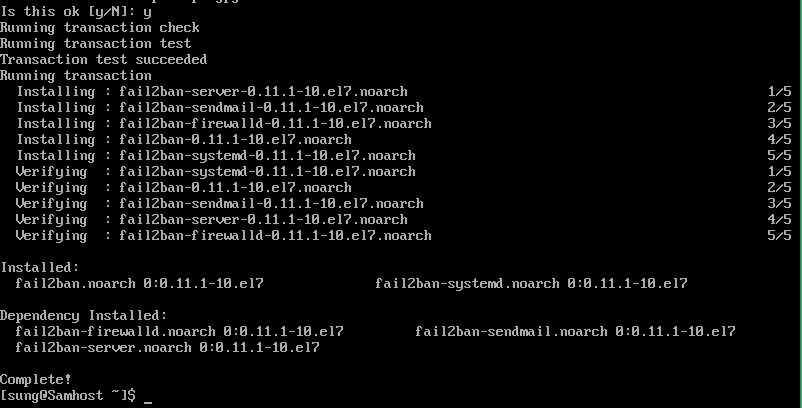 Is this ok [y/N]: y
Running transaction check
Running transaction test
Transaction test succeeded
Running transaction
  Installing : fail2ban-server-0.11.1-10.el7.noarch 1/5
  Installing : fail2ban-sendmail-0.11.1-10.el7.noarch 2/5
  Installing : fail2ban-firewalld-0.11.1-10.el7.noarch 3/5
  Installing : fail2ban-0.11.1-10.el7.noarch 4/5
  Installing : fail2ban-systemd-0.11.1-10.el7.noarch 5/5
  Verifying  : fail2ban-systemd-0.11.1-10.el7.noarch 1/5
  Verifying  : fail2ban-0.11.1-10.el7.noarch 2/5
  Verifying  : fail2ban-sendmail-0.11.1-10.el7.noarch 3/5
  Verifying  : fail2ban-server-0.11.1-10.el7.noarch 4/5
  Verifying  : fail2ban-firewalld-0.11.1-10.el7.noarch 5/5
Installed:
  fail2ban.noarch 0:0.11.1-10.el7 fail2ban-systemd.noarch 0:0.11.1-10.el7
Dependency Installed:
  fail2ban-firewalld.noarch 0:0.11.1-10.el7 fail2ban-sendmail.noarch 0:0.11.1-10.el7
  fail2ban-server.noarch 0:0.11.1-10.el7
Complete!
[sung@Samhost ~]$ _